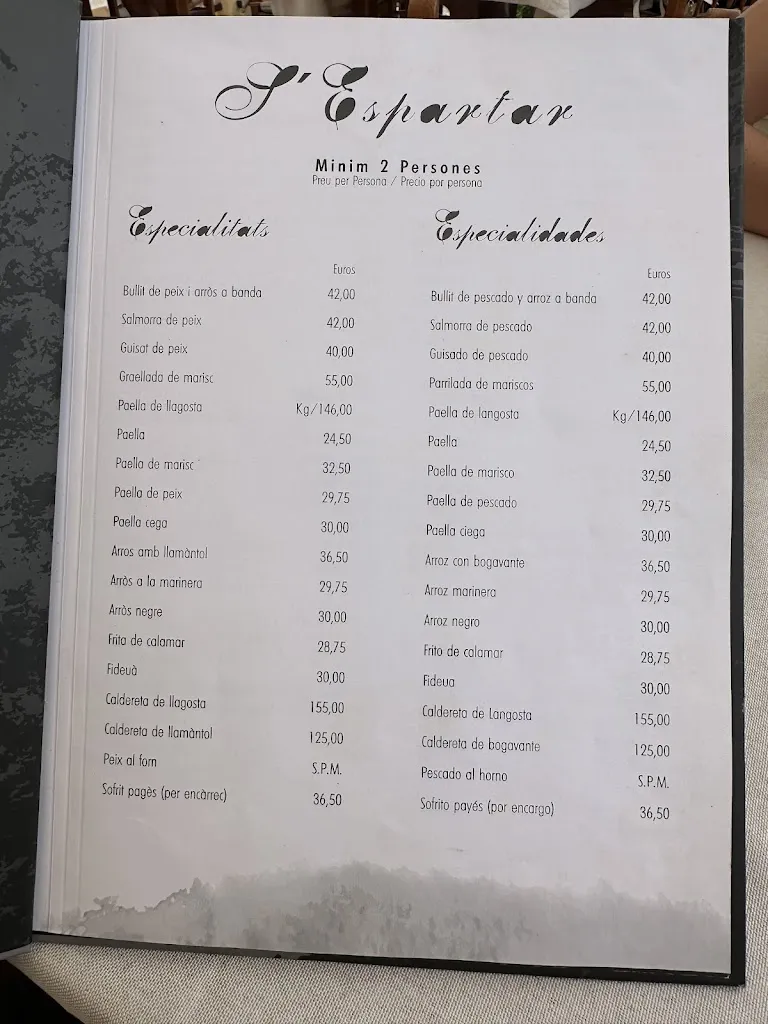 S'Espartar
Minim 2 Persones
Preu per Persona / Precio por persona
Especialitats
Euros
Bullit de peix i arròs a banda 42,00
Salmorra de peix 42,00
Guisat de peix 40,00
Graellada de marisc 55,00
Paella de llagosta Kg/146,00
Paella 24,50
Paella de marisc 32,50
Paella de peix 29,75
Paella cega 30,00
Arros amb llamàntol 36,50
Arròs a la marinera 29,75
Arròs negre 30,00
Frita de calamar 28,75
Fideuà 30,00
Caldereta de llagosta 155,00
Caldereta de llamàntol 125,00
Peix al forn S.P.M.
Sofrit pagès (per encàrrec) 36,50
Especialidades
Euros
Bullit de pescado y arroz a banda 42,00
Salmorra de pescado 42,00
Guisado de pescado 40,00
Parrilada de mariscos 55,00
Paella de langosta Kg/146,00
Paella 24,50
Paella de marisco 32,50
Paella de pescado 29,75
Paella ciega 30,00
Arroz con bogavante 36,50
Arroz marinera 29,75
Arroz negro 30,00
Frito de calamar 28,75
Fideua 30,00
Caldereta de Langosta 155,00
Caldereta de bogavante 125,00
Pescado al horno S.P.M.
Sofrito payés (por encargo) 36,50